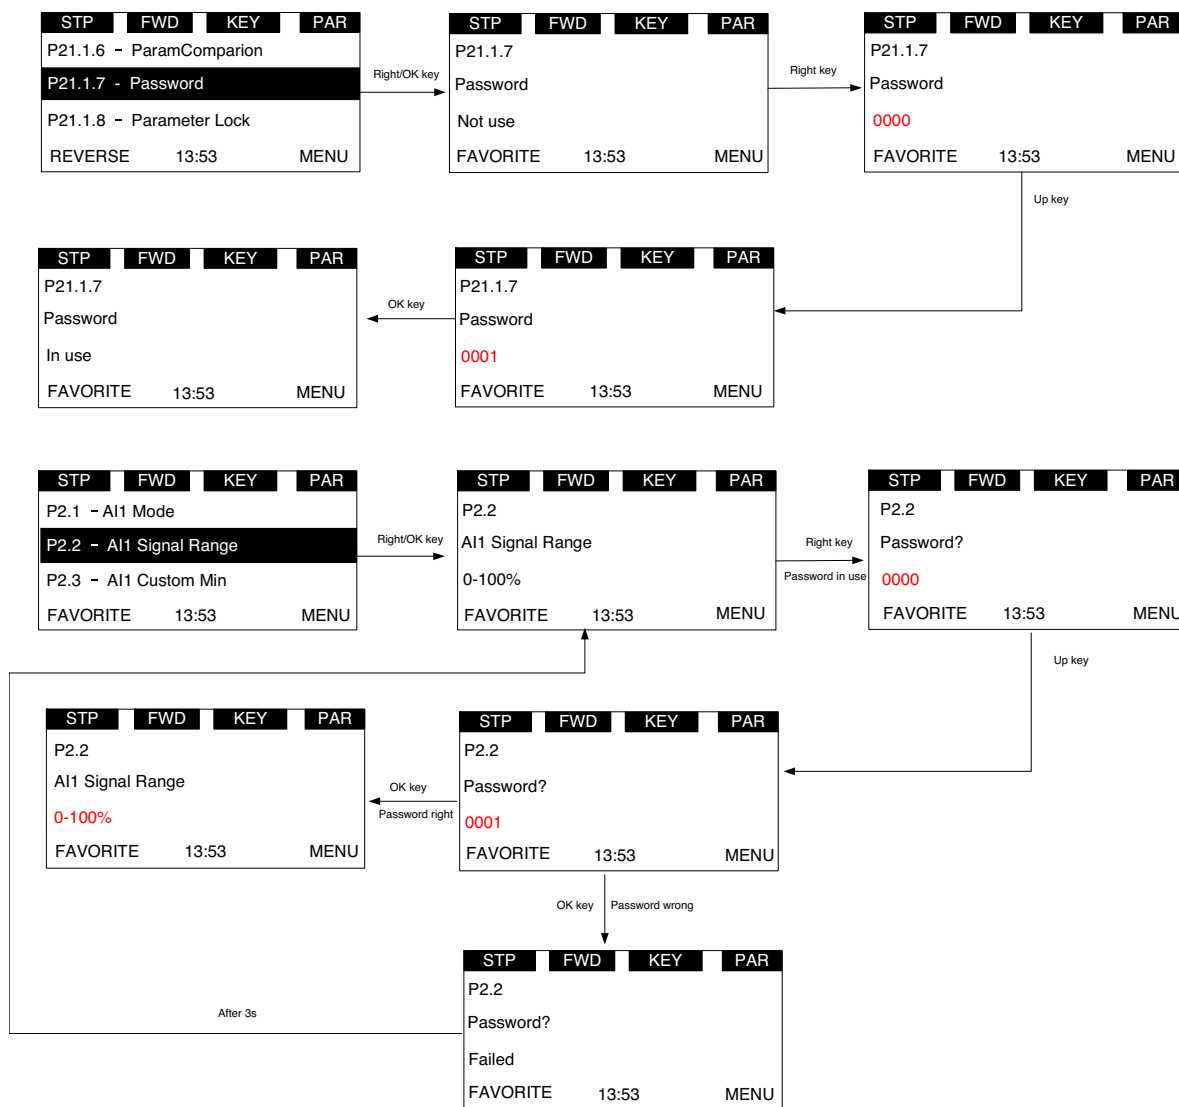 STP FWD KEY PAR
P21.1.6 - ParamComparion
P21.1.7 - Password
P21.1.8 - Parameter Lock
REVERSE 13:53 MENU
Right/OK key
STP FWD KEY PAR
P21.1.7
Password
Not use
FAVORITE 13:53 MENU
Right key
STP FWD KEY PAR
P21.1.7
Password
0000
FAVORITE 13:53 MENU
Up key
STP FWD KEY PAR
P21.1.7
Password
0001
FAVORITE 13:53 MENU
OK key
STP FWD KEY PAR
P21.1.7
Password
In use
FAVORITE 13:53 MENU
STP FWD KEY PAR
P2.1 - AI1 Mode
P2.2 - AI1 Signal Range
P2.3 - AI1 Custom Min
FAVORITE 13:53 MENU
Right/OK key
STP FWD KEY PAR
P2.2
AI1 Signal Range
0-100%
FAVORITE 13:53 MENU
Right key
Password in use
STP FWD KEY PAR
P2.2
Password?
0000
FAVORITE 13:53 MENU
Up key
STP FWD KEY PAR
P2.2
Password?
0001
FAVORITE 13:53 MENU
OK key
Password right
STP FWD KEY PAR
P2.2
AI1 Signal Range
0-100%
FAVORITE 13:53 MENU
OK key Password wrong
STP FWD KEY PAR
P2.2
Password?
Failed
FAVORITE 13:53 MENU
After 3s